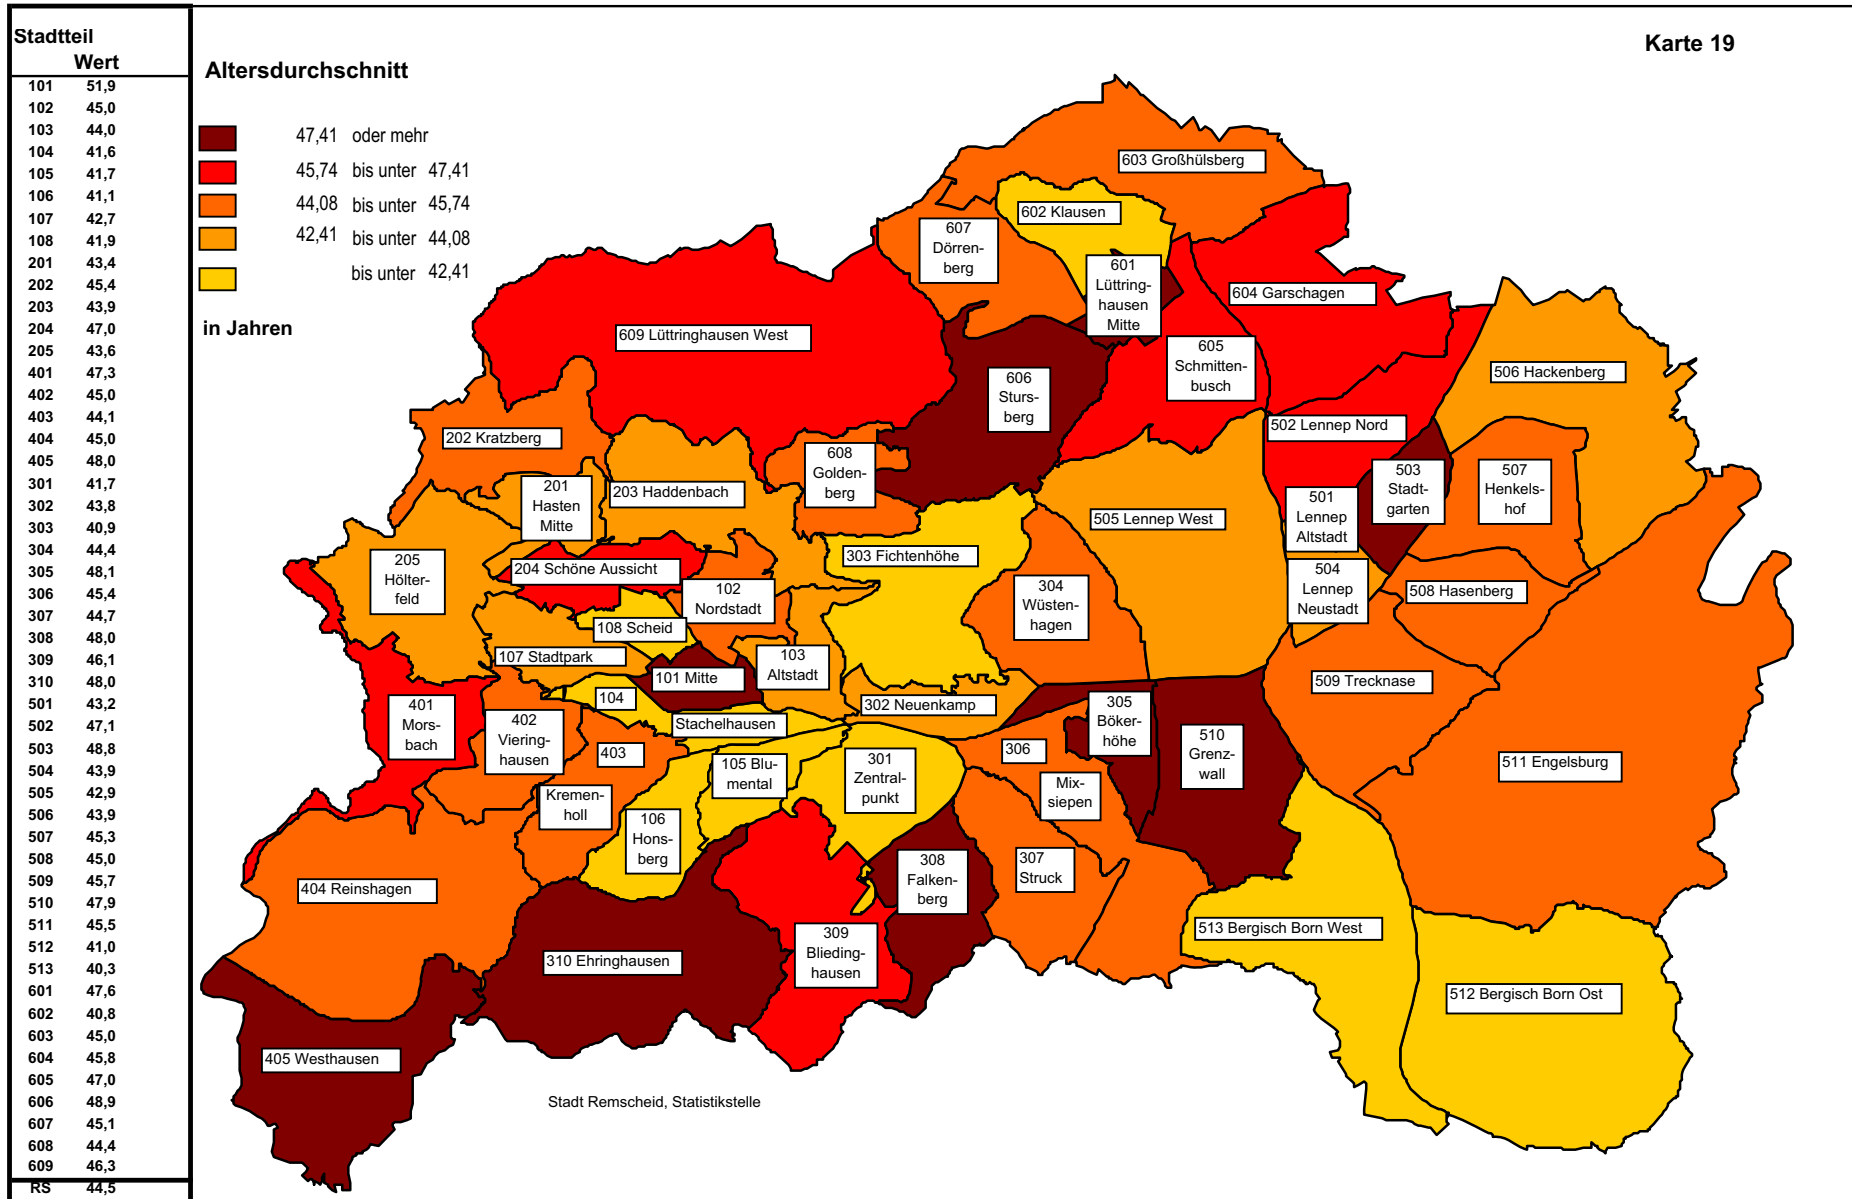 Stadtteil
Wert
101 51,9
102 45,0
103 44,0
104 41,6
105 41,7
106 41,1
107 42,7
108 41,9
201 43,4
202 45,4
203 43,9
204 47,0
205 43,6
401 47,3
402 45,0
403 44,1
404 45,0
405 48,0
301 41,7
302 43,8
303 40,9
304 44,4
305 48,1
306 45,4
307 44,7
308 48,0
309 46,1
310 48,0
501 43,2
502 47,1
503 48,8
504 43,9
505 42,9
506 43,9
507 45,3
508 45,0
509 45,7
510 47,9
511 45,5
512 41,0
513 40,3
601 47,6
602 40,8
603 45,0
604 45,8
605 47,0
606 48,9
607 45,1
608 44,4
609 46,3
RS 44,5
Karte 19
Altersdurchschnitt
47,41 oder mehr
45,74 bis unter 47,41
44,08 bis unter 45,74
42,41 bis unter 44,08
bis unter 42,41
in Jahren
603 Großhülsberg
602 Klausen
607
Dörren-
berg
601
Lüttring-
hausen
Mitte
604 Garschagen
609 Lüttringhausen West
605
Schmitten-
busch
606
Sturs-
berg
506 Hackenberg
502 Lennep Nord
202 Kratzberg
608
Golden-
berg
503
Stadt-
garten
507
Henkels-
hof
201
Hasten
Mitte
203 Haddenbach
501
Lennep
Altstadt
505 Lennep West
303 Fichtenhöhe
205
Hölter-
feld
204 Schöne Aussicht
102
Nordstadt
304
Wüsten-
hagen
504
Lennep
Neustadt
508 Hasenberg
108 Scheid
107 Stadtpark
103
Altstadt
101 Mitte
509 Trecknase
104
Stachelhausen
302 Neuenkamp
401
Mors-
bach
402
Viering-
hausen
403
Kremen-
holl
305
Böker-
höhe
306
Mix-
siepen
510
Grenz-
wall
511 Engelsburg
105 Blu-
mental
301
Zentral-
punkt
106
Hons-
berg
307
Struck
308
Falken-
berg
404 Reinshagen
309
Blieding-
hausen
513 Bergisch Born West
310 Ehringhausen
512 Bergisch Born Ost
405 Westhausen
Stadt Remscheid, Statistikstelle